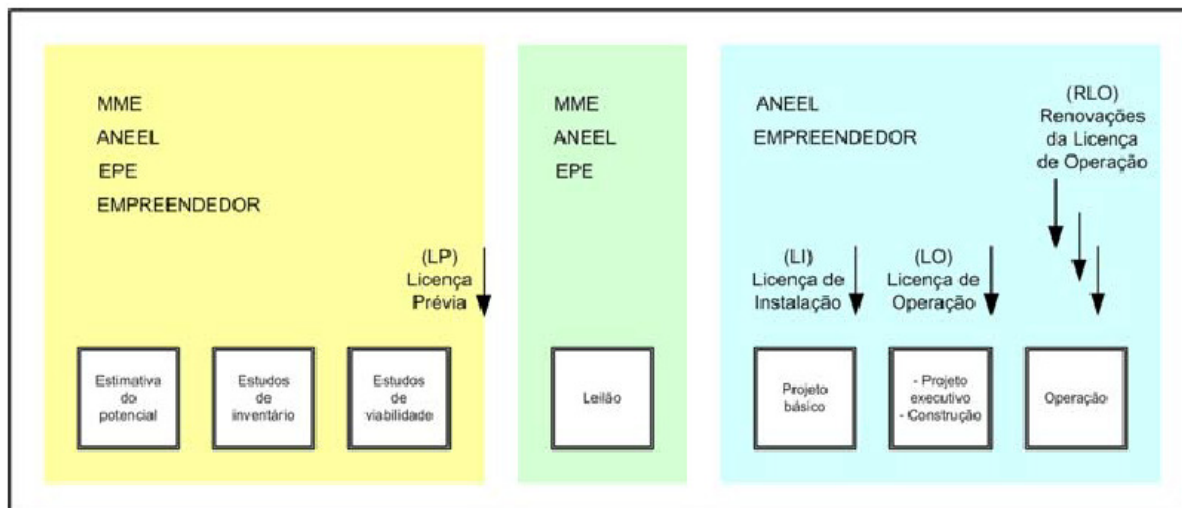 MME
ANEEL
EPE
EMPREENDEDOR
(LP)
Licença
Prévia
Estimativa
do
potencial
Estudos
de
inventário
Estudos
de
viabilidade
MME
ANEEL
EPE
Leilão
ANEEL
EMPREENDEDOR
(RLO)
Renovações
da Licença
de Operação
(LI)
Licença de
Instalação
(LO)
Licença de
Operação
Projeto
básico
- Projeto
executivo
- Construção
Operação